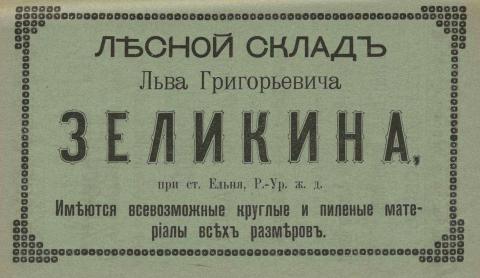 ЛѢСНОЙ СКЛАДЪ
Льва Григорьевича
ЗЕЛИКИНА,
при ст. Ельня, Р.-Ур. ж. д.
Имѣются всевозможные круглые и пиленые мате-
ріалы всѣхъ размѣровъ.